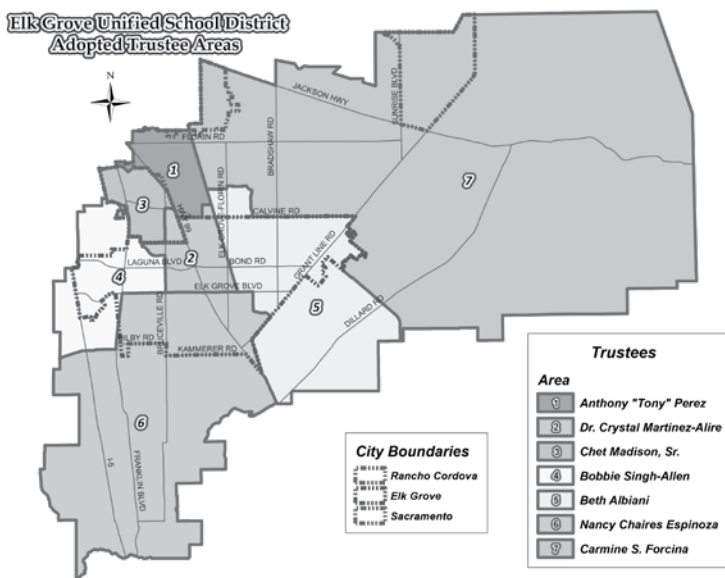 Elk Grove Unified School District
Adopted Trustee Areas
N
JACKSON HWY
SUNRISE BLVD
FLORIN RD
BRADSHAW RD
ELK GROVE-FLORIN RD
1
7
3
HWY 99
CALVINE RD
2
LAGUNA BLVD
BOND RD
GRANT LINE RD
4
ELK GROVE BLVD
5
DILLARD RD
BILBY RD
BRUCEVILLE RD
KAMMERER RD
6
I-5
FRANKLIN BLVD
City Boundaries
Rancho Cordova
Elk Grove
Sacramento
Trustees
Area
1 Anthony "Tony" Perez
2 Dr. Crystal Martinez-Alire
3 Chet Madison, Sr.
4 Bobbie Singh-Allen
5 Beth Albiani
6 Nancy Chaires Espinoza
7 Carmine S. Forcina